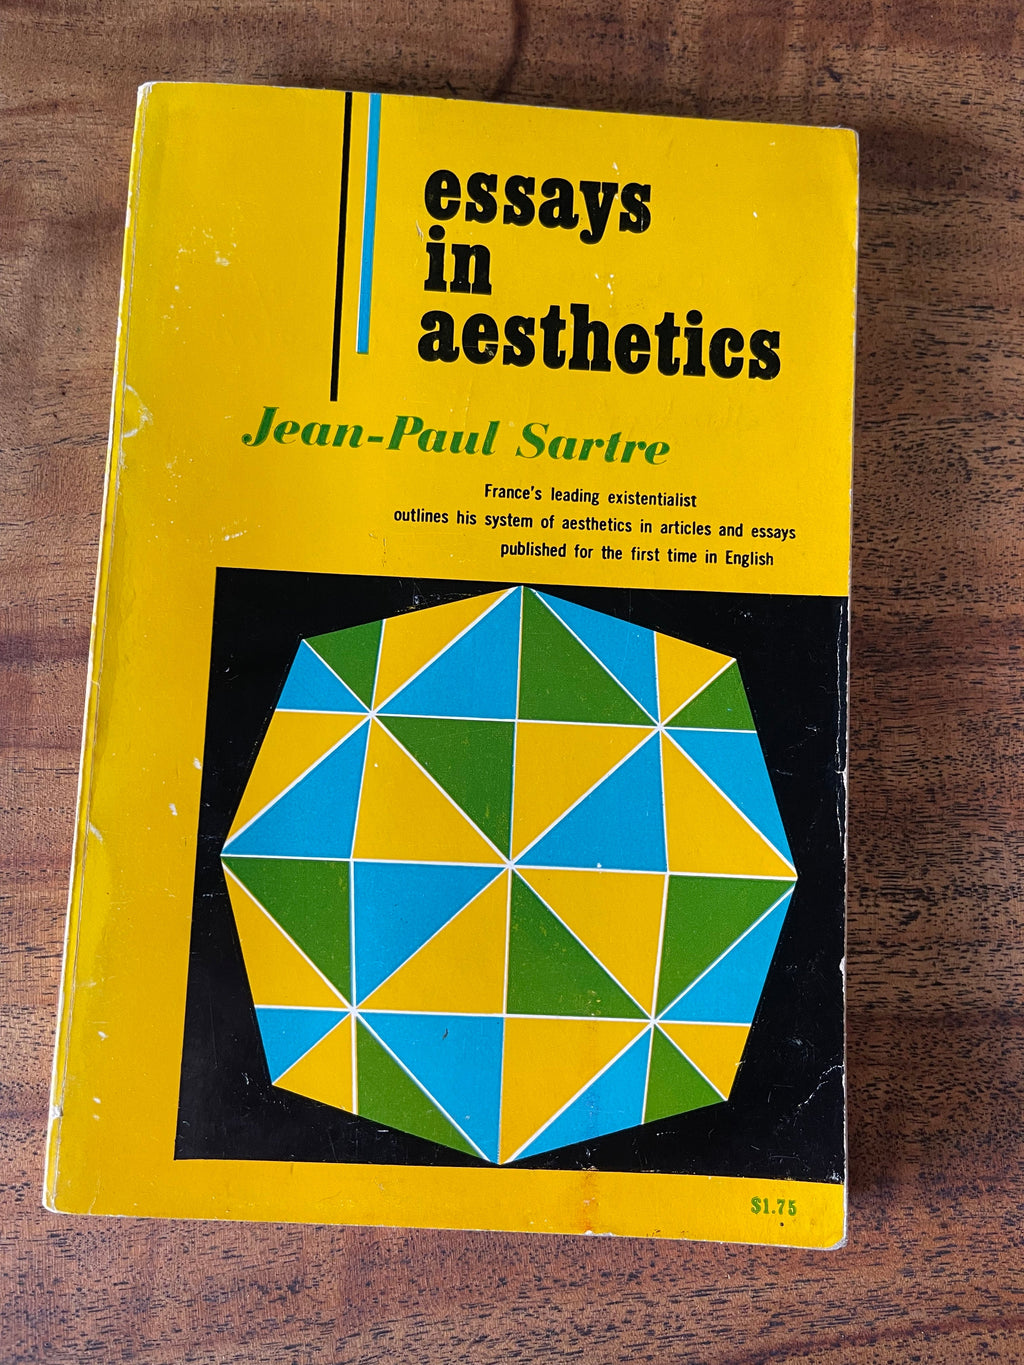 essays
in
aesthetics
Jean-Paul Sartre
France's leading existentialist
outlines his system of aesthetics in articles and essays
published for the first time in English
$1.75